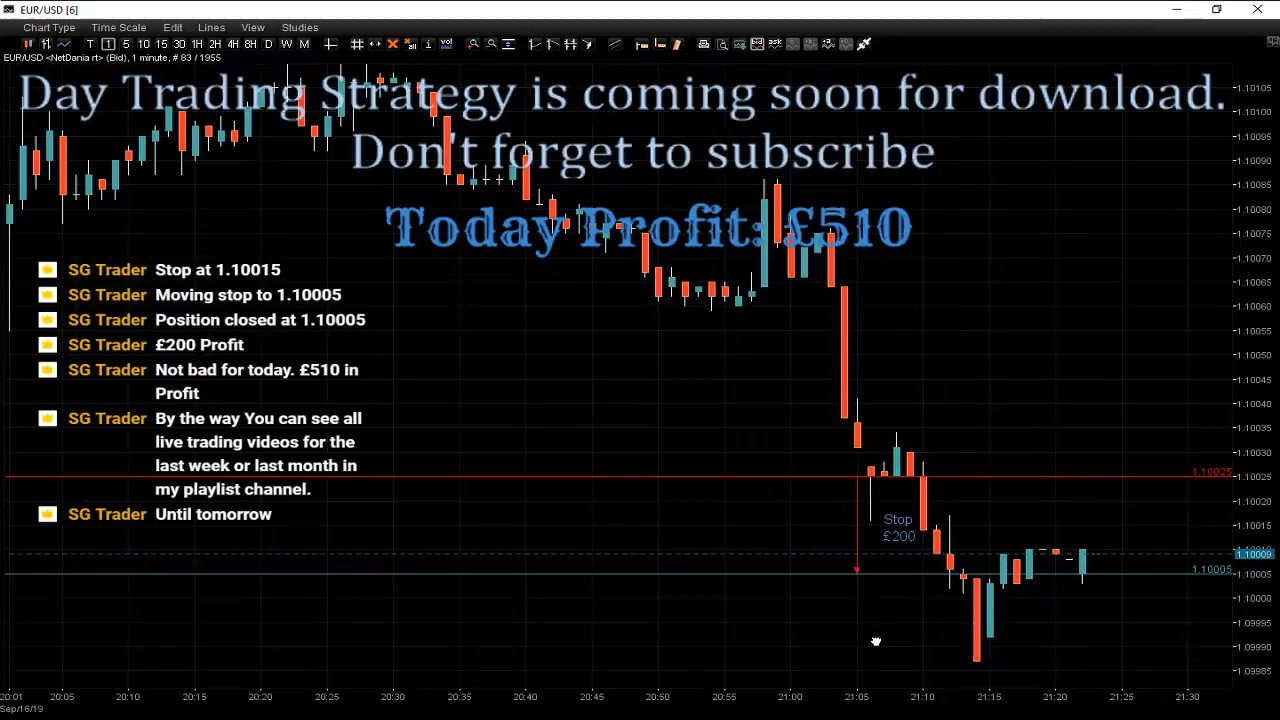 EUR/USD [6]
Chart Type Time Scale Edit Lines View Studies
T 1 5 10 15 30 1H 2H 4H 8H D W M
EUR/USD <NetDania rt> (Bid), 1 minute, # 83 / 1955
Day Trading Strategy is coming soon for download.
Don't forget to subscribe
Today Profit: £510
SG Trader Stop at 1.10015
SG Trader Moving stop to 1.10005
SG Trader Position closed at 1.10005
SG Trader £200 Profit
SG Trader Not bad for today. £510 in
Profit
SG Trader By the way You can see all
live trading videos for the
last week or last month in
my playlist channel.
SG Trader Until tomorrow
Stop
£200
1.10025
1.10005
1.10105
1.10100
1.10095
1.10090
1.10085
1.10080
1.10075
1.10070
1.10065
1.10060
1.10055
1.10050
1.10045
1.10040
1.10035
1.10030
1.10025
1.10020
1.10015
1.10009
1.10005
1.10000
1.09995
1.09990
1.09985
20:01 20:05 20:10 20:15 20:20 20:25 20:30 20:35 20:40 20:45 20:50 20:55 21:00 21:05 21:10 21:15 21:20 21:25 21:30
Sep/16/19